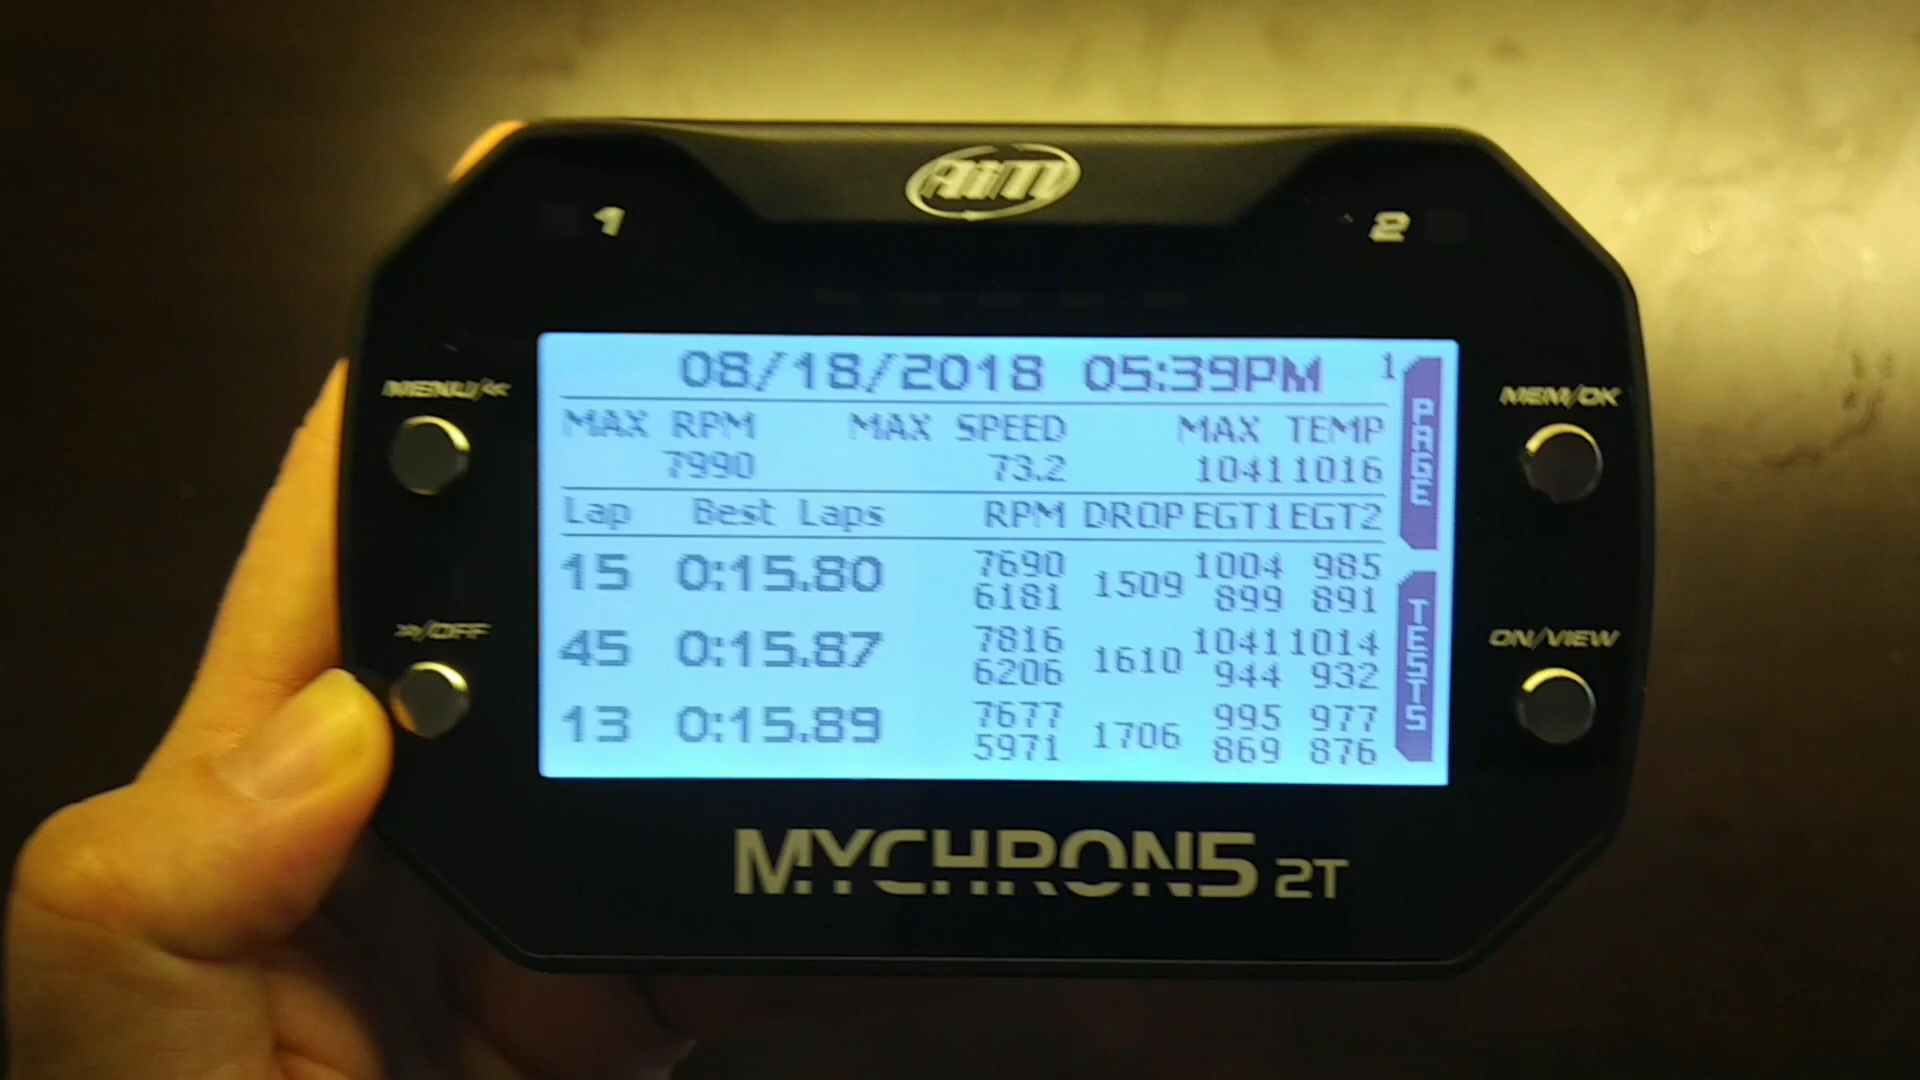 AiM
1 2
MENU/<<
MEM/OK
>>/OFF
ON/VIEW
08/18/2018 05:39PM 1
MAX RPM MAX SPEED MAX TEMP
7990 73.2 1041 1016
Lap Best Laps RPM DROP EGT1 EGT2
15 0:15.80 7690 6181 1509 1004 899 985 891
45 0:15.87 7816 6206 1610 1041 944 1014 932
13 0:15.89 7677 5971 1706 995 869 977 876
PAGE
TESTS
MYCHRON5 2T